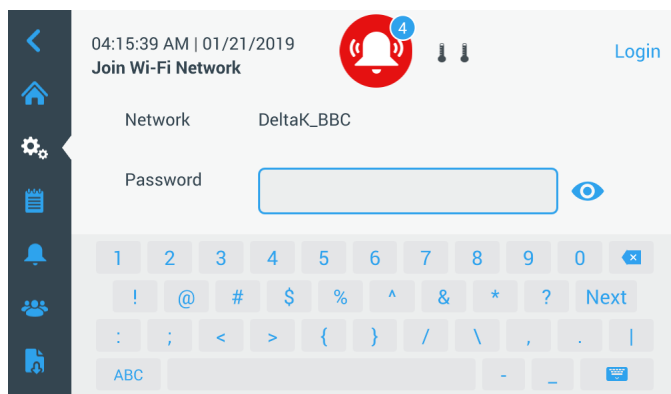 04:15:39 AM | 01/21/2019
4
Login
Join Wi-Fi Network
Network DeltaK_BBC
Password
1 2 3 4 5 6 7 8 9 0
! @ # $ % ^ & * ? Next
: ; < > { } / \ , . |
ABC - _